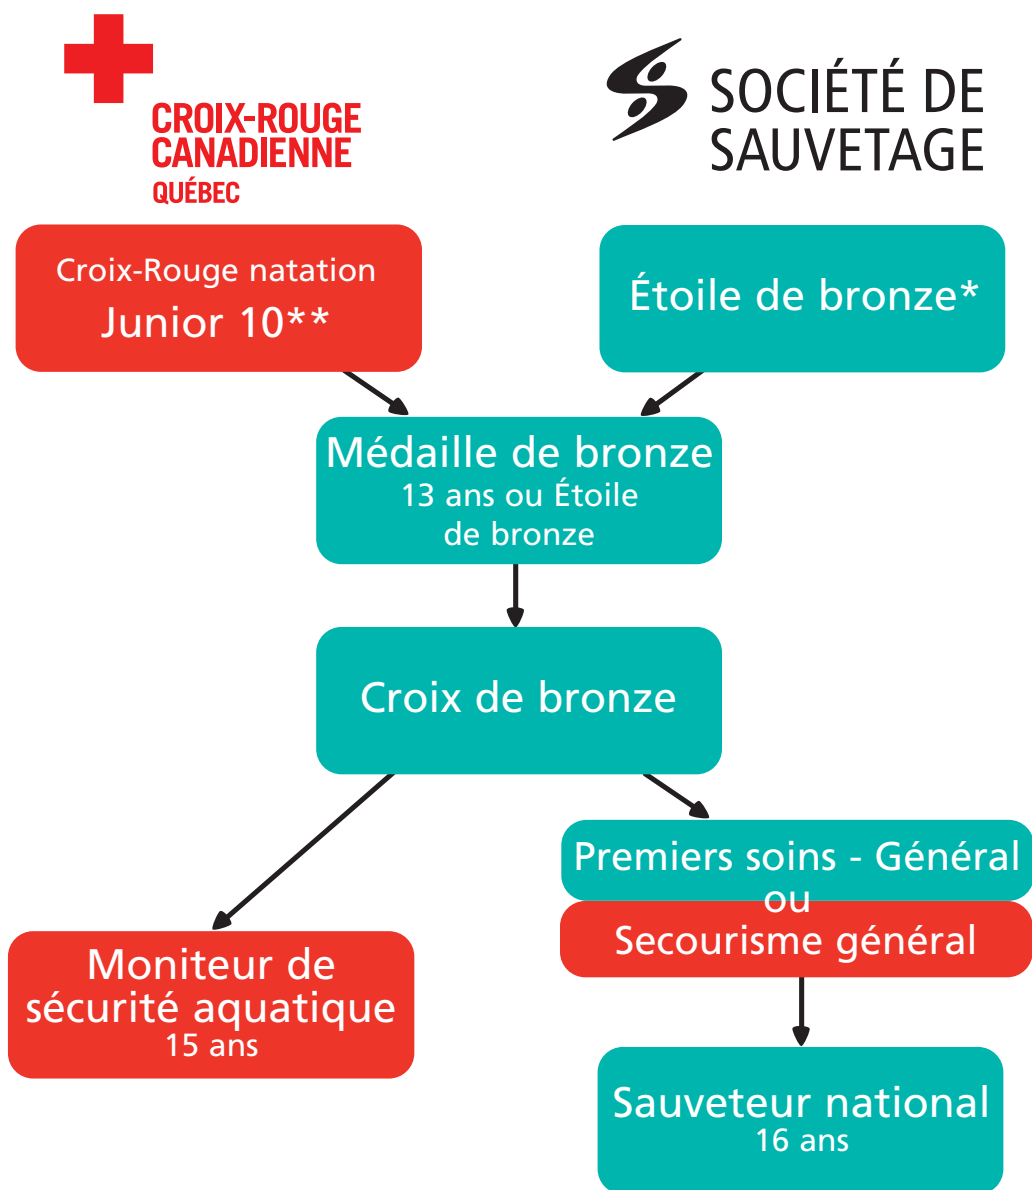 CROIX-ROUGE
CANADIENNE
QUÉBEC
SOCIÉTÉ DE
SAUVETAGE
Croix-Rouge natation
Junior 10**
Étoile de bronze*
Médaille de bronze
13 ans ou Étoile
de bronze
Croix de bronze
Premiers soins - Général
ou
Secourisme général
Moniteur de
sécurité aquatique
15 ans
Sauveteur national
16 ans